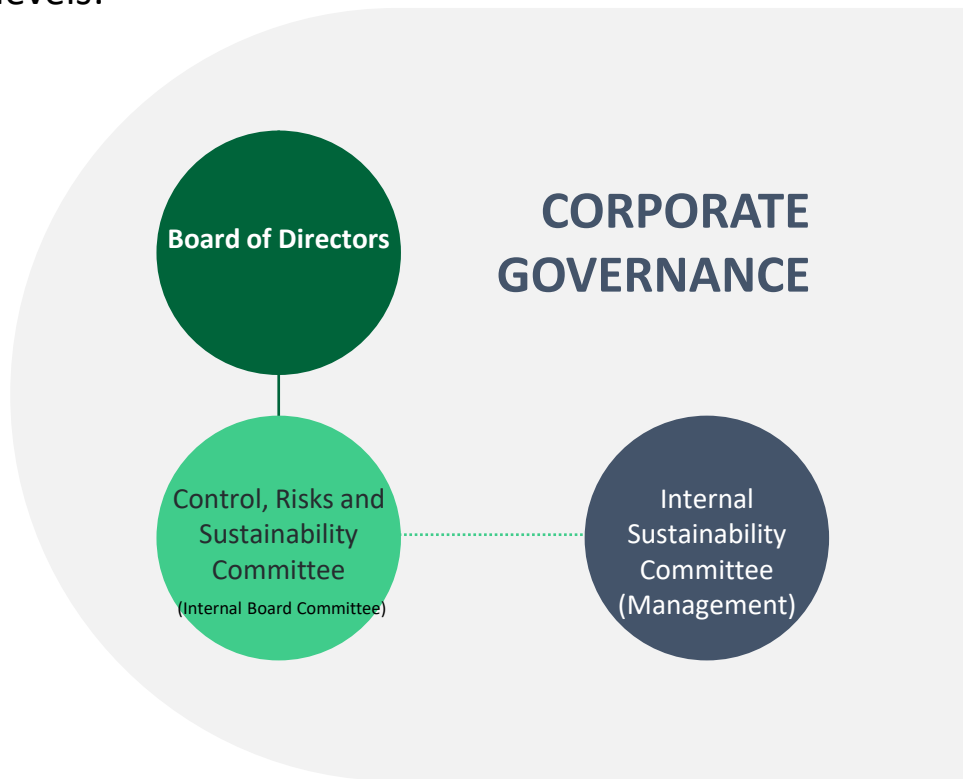 levels:
CORPORATE
GOVERNANCE
Board of Directors
Control, Risks and
Sustainability
Committee
(Internal Board Committee)
Internal
Sustainability
Committee
(Management)